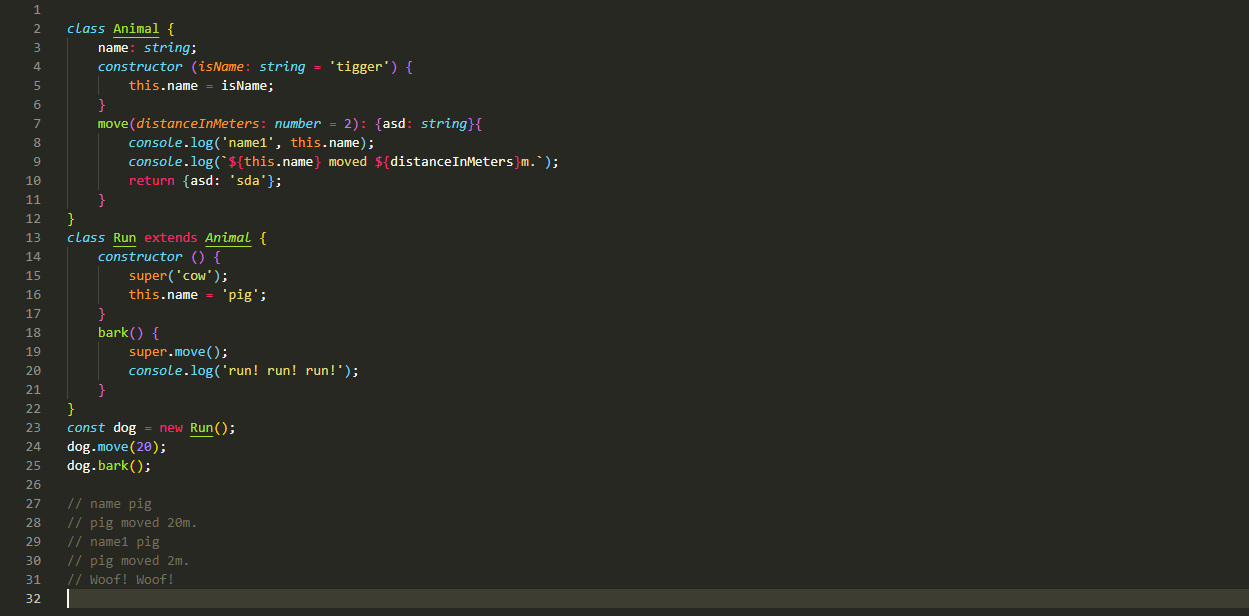 1
2 class Animal {
3     name: string;
4     constructor (isName: string = 'tigger') {
5         this.name = isName;
6     }
7     move(distanceInMeters: number = 2): {asd: string}{
8         console.log('name1', this.name);
9         console.log(`${this.name} moved ${distanceInMeters}m.`);
10         return {asd: 'sda'};
11     }
12 }
13 class Run extends Animal {
14     constructor () {
15         super('cow');
16         this.name = 'pig';
17     }
18     bark() {
19         super.move();
20         console.log('run! run! run!');
21     }
22 }
23 const dog = new Run();
24 dog.move(20);
25 dog.bark();
26
27 // name pig
28 // pig moved 20m.
29 // name1 pig
30 // pig moved 2m.
31 // Woof! Woof!
32